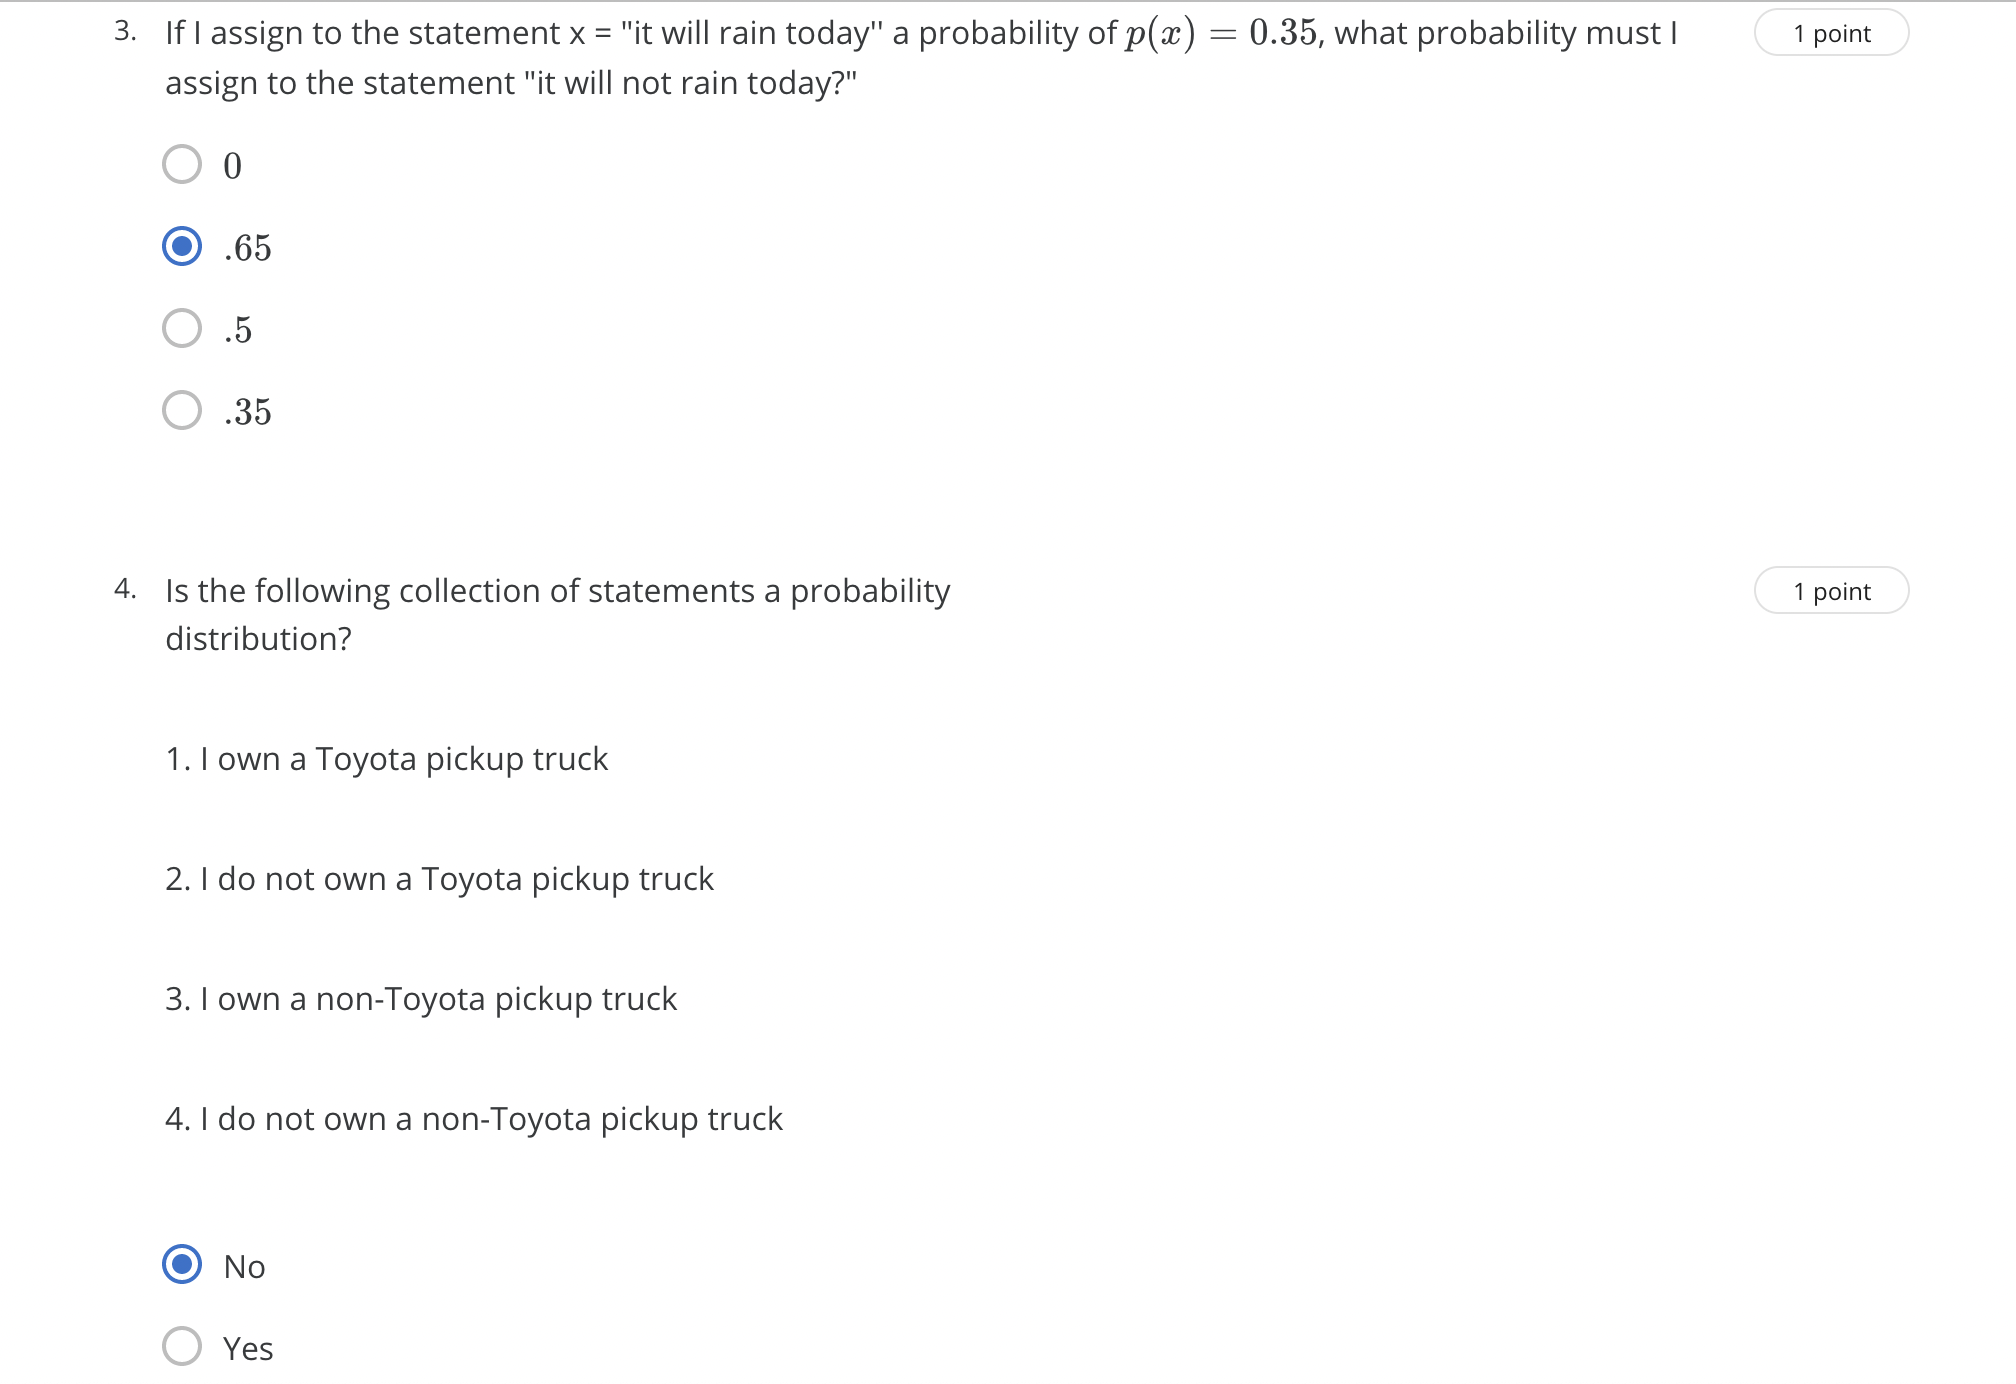 3. If I assign to the statement x = "it will rain today'' a probability of p(x) = 0.35, what probability must I
1 point
assign to the statement "it will not rain today?"
0
.65
.5
.35
4. Is the following collection of statements a probability
1 point
distribution?
1. I own a Toyota pickup truck
2. I do not own a Toyota pickup truck
3. I own a non-Toyota pickup truck
4. I do not own a non-Toyota pickup truck
No
Yes